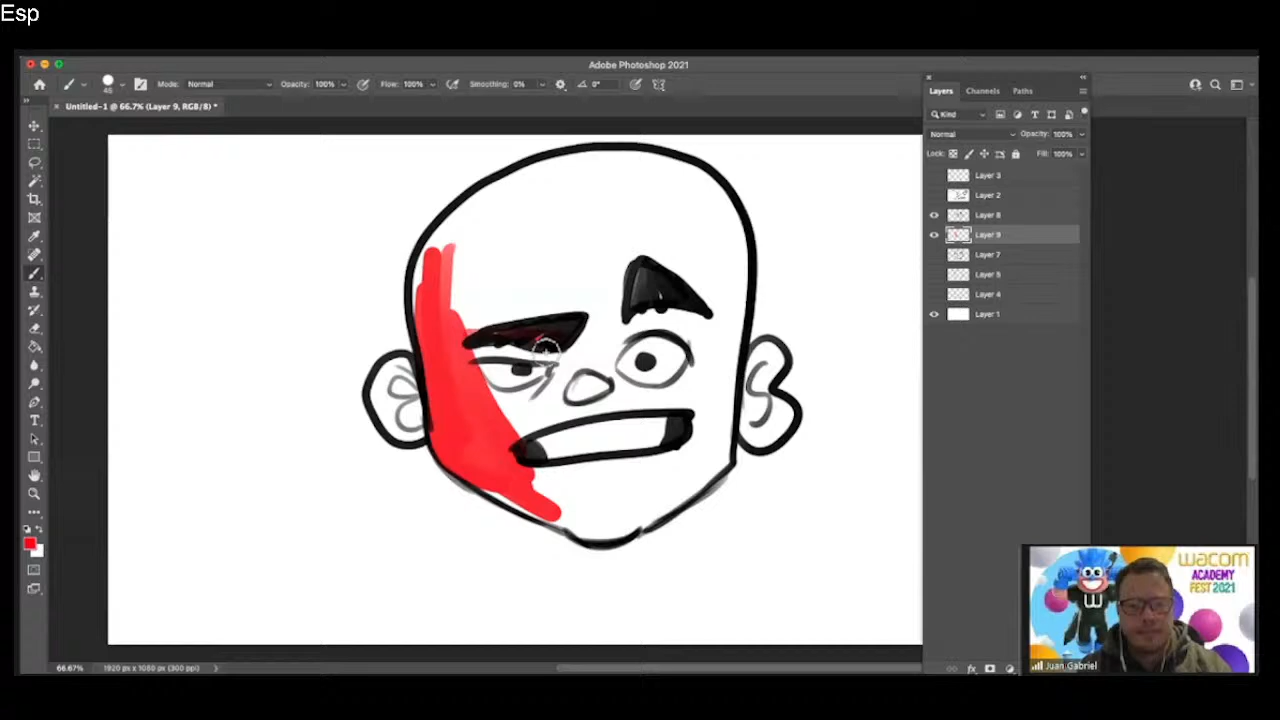 Esp
Adobe Photoshop 2021
46 Mode: Normal Opacity: 100% Flow: 100% Smoothing: 0% 0°
Untitled-1 @ 66.7% (Layer 9, RGB/8) *
Layers Channels Paths
Kind
Normal Opacity: 100%
Lock: Fill: 100%
Layer 3
Layer 2
Layer 8
Layer 9
Layer 7
Layer 5
Layer 4
Layer 1
wacom
ACADEMY
FEST 2021
W
Juan Gabriel
66.67% 1920 px x 1080 px (300 ppi)
fx